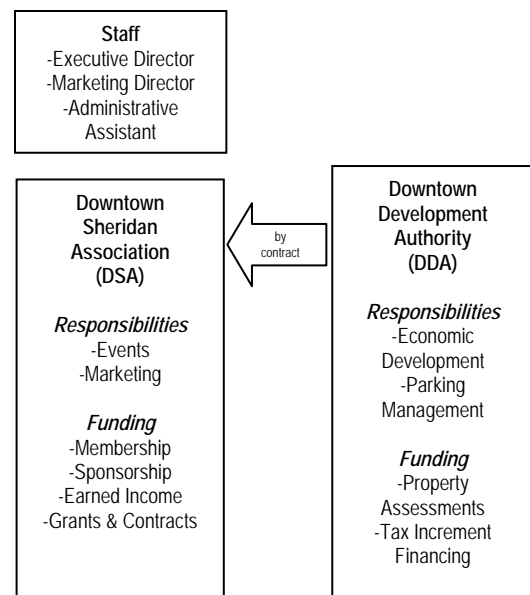 Staff
-Executive Director
-Marketing Director
-Administrative
Assistant
Downtown
Sheridan
Association
(DSA)
Responsibilities
-Events
-Marketing
Funding
-Membership
-Sponsorship
-Earned Income
-Grants & Contracts
by
contract
Downtown
Development
Authority
(DDA)
Responsibilities
-Economic
Development
-Parking
Management
Funding
-Property
Assessments
-Tax Increment
Financing